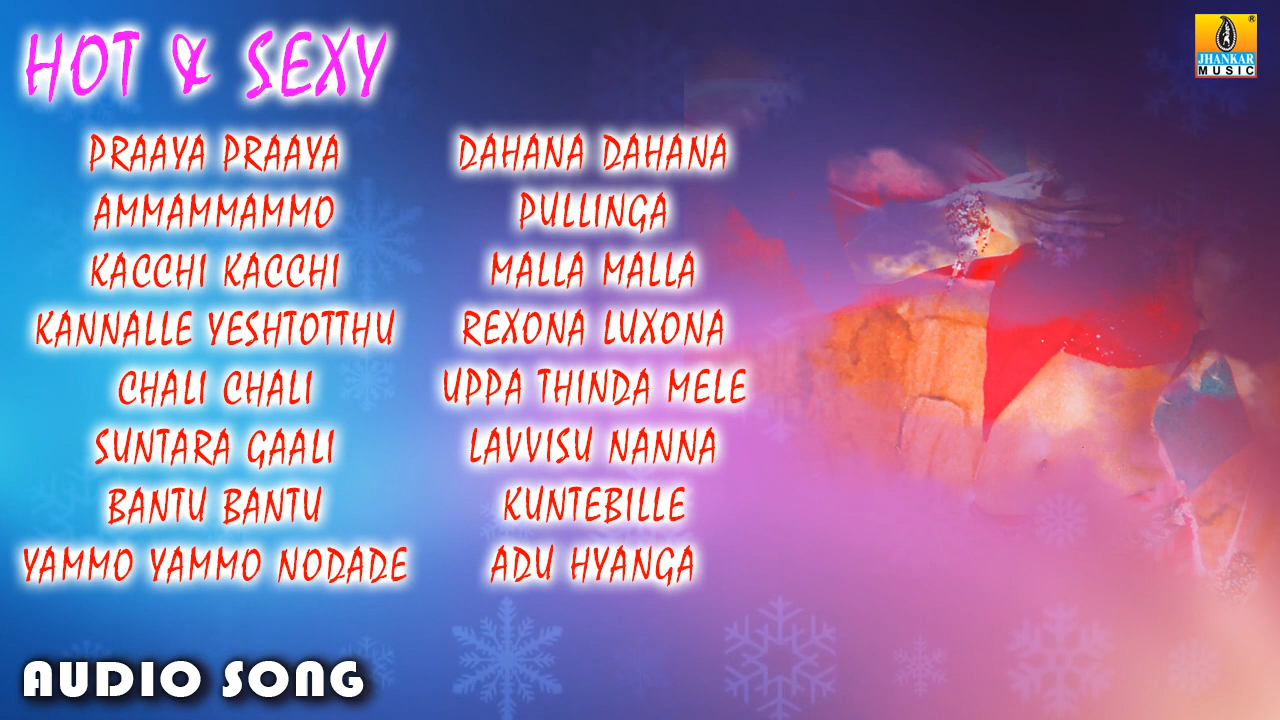 HOT & SEXY
PRAAYA PRAAYA
AMMAMMAMMO
KACCHI KACCHI
KANNALLE YESHTOTTHU
CHALI CHALI
SUNTARA GAALI
BANTU BANTU
YAMMO YAMMO NODADE
DAHANA DAHANA
PULLINGA
MALLA MALLA
REXONA LUXONA
UPPA THINDA MELE
LAVVISU NANNA
KUNTEBILLE
ADU HYANGA
AUDIO SONG
JHANKAR
MUSIC